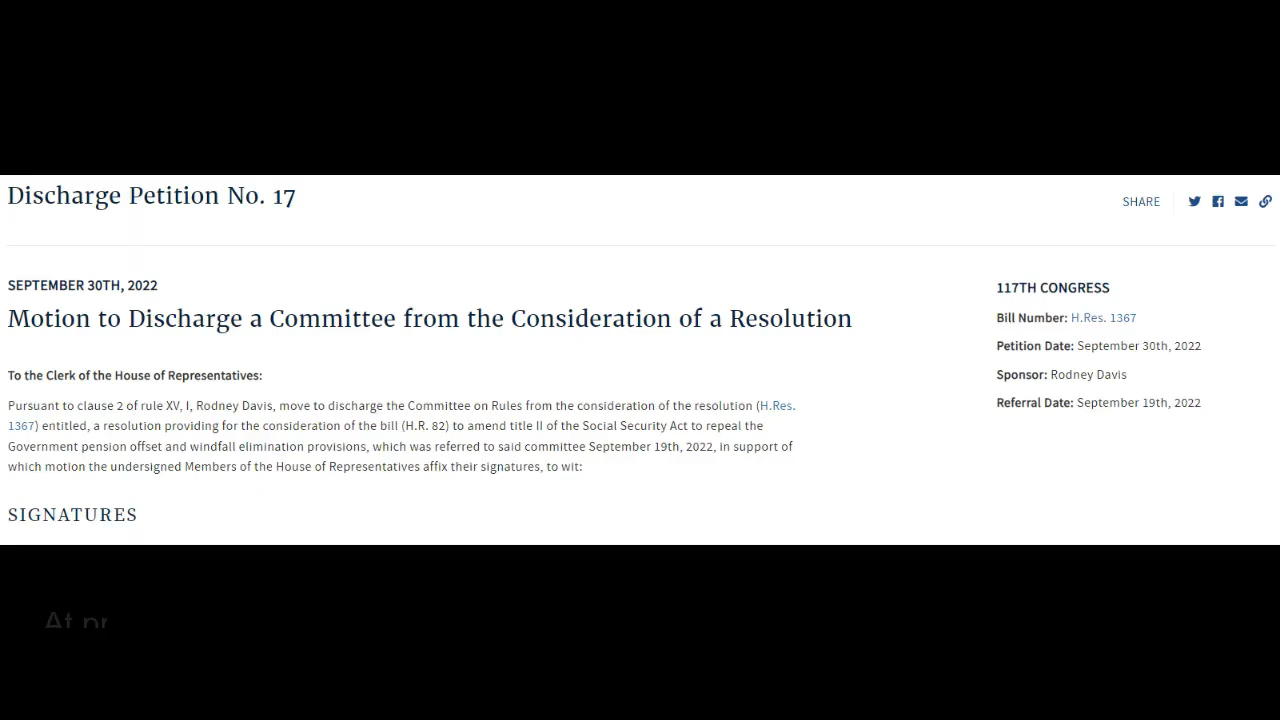 Discharge Petition No. 17
SHARE
SEPTEMBER 30TH, 2022
Motion to Discharge a Committee from the Consideration of a Resolution
To the Clerk of the House of Representatives:
Pursuant to clause 2 of rule XV, I, Rodney Davis, move to discharge the Committee on Rules from the consideration of the resolution (H.Res.
1367) entitled, a resolution providing for the consideration of the bill (H.R. 82) to amend title II of the Social Security Act to repeal the
Government pension offset and windfall elimination provisions, which was referred to said committee September 19th, 2022, in support of
which motion the undersigned Members of the House of Representatives affix their signatures, to wit:
SIGNATURES
117TH CONGRESS
Bill Number: H.Res. 1367
Petition Date: September 30th, 2022
Sponsor: Rodney Davis
Referral Date: September 19th, 2022
At